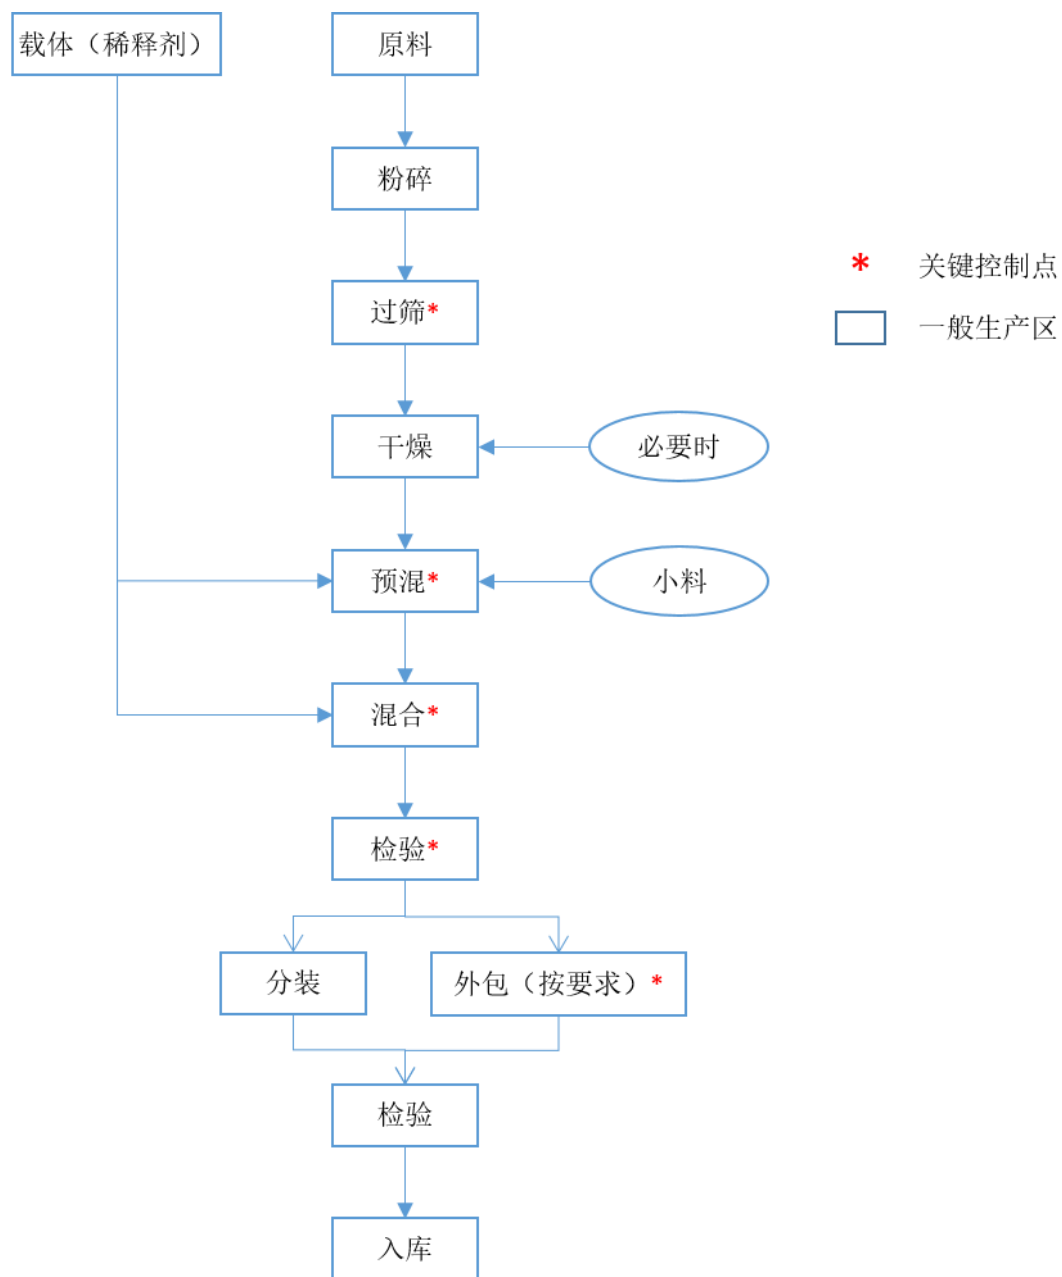 载体（稀释剂）
原料
粉碎
过筛*
干燥
必要时
预混*
小料
混合*
检验*
分装
外包（按要求）*
检验
入库
* 关键控制点
一般生产区